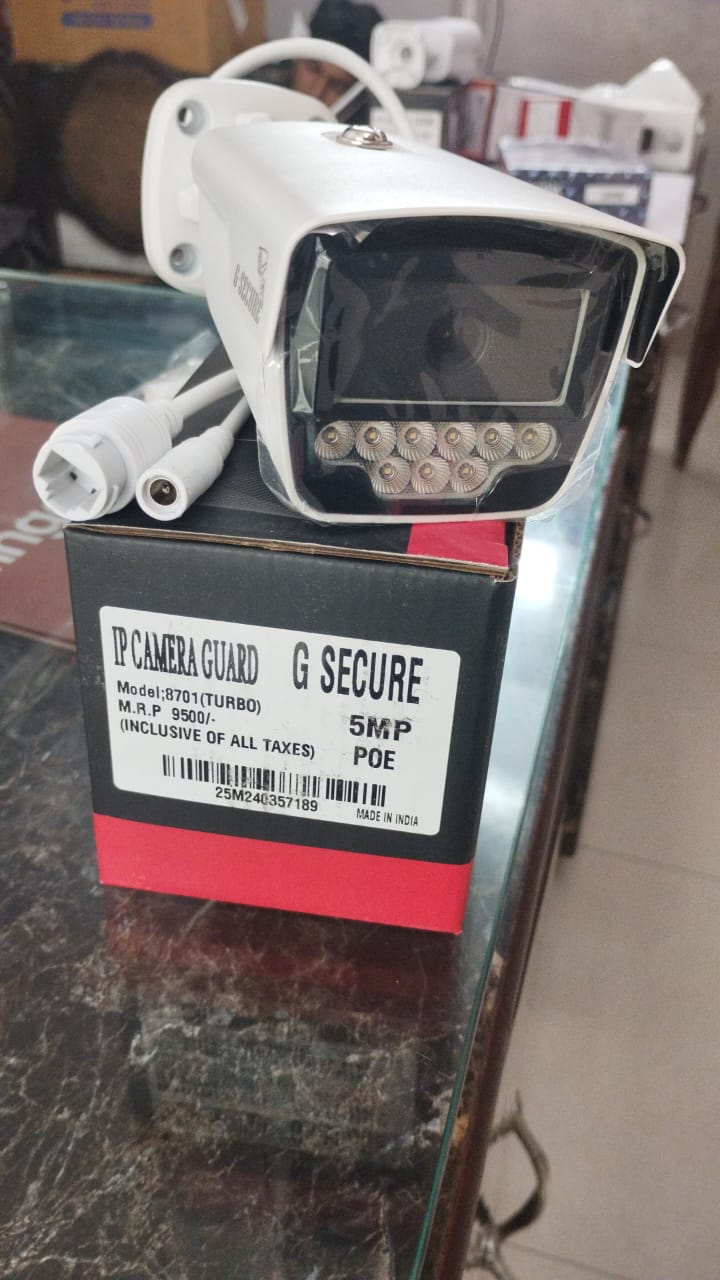 G-SECURE
IP CAMERA GUARD G SECURE
Model;8701(TURBO)
M.R.P 9500/-
(INCLUSIVE OF ALL TAXES)
5MP
POE
25M240357189
MADE IN INDIA